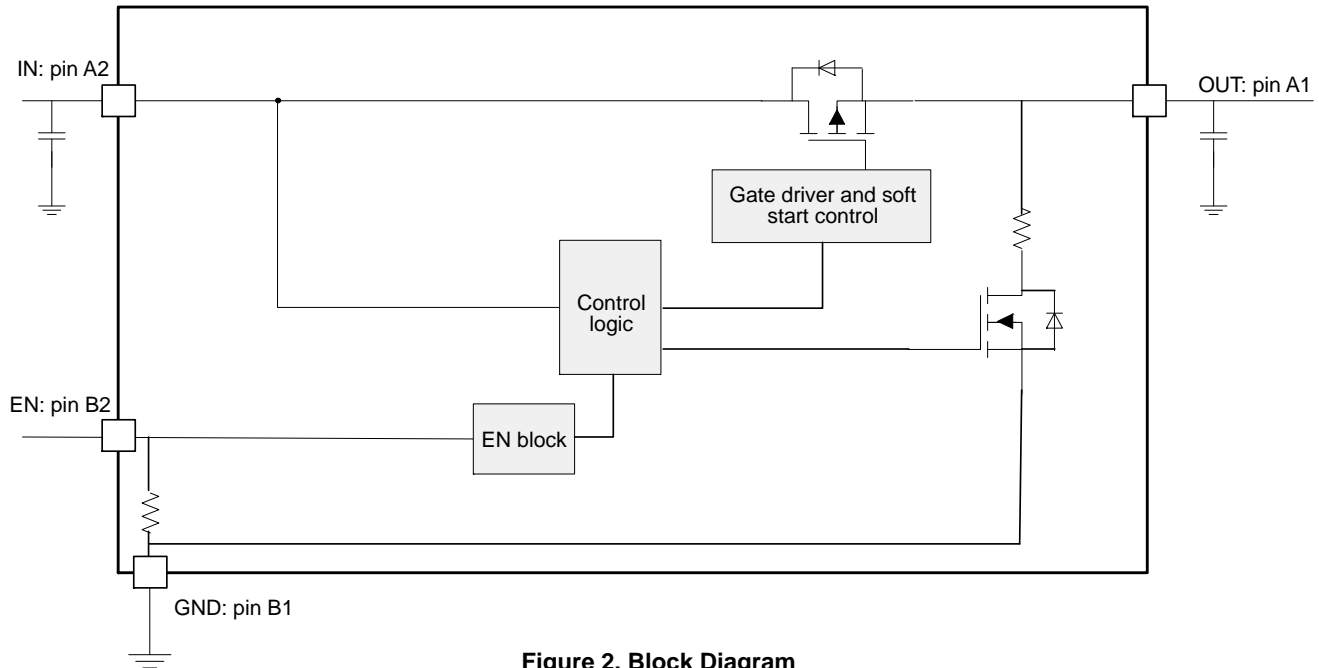 IN: pin A2
OUT: pin A1
Gate driver and soft
start control
Control
logic
EN: pin B2
EN block
GND: pin B1
Figure 2. Block Diagram